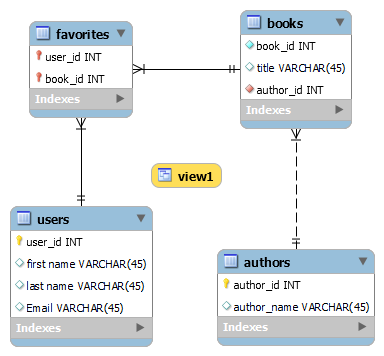 favorites
user_id INT
book_id INT
Indexes
books
book_id INT
title VARCHAR(45)
author_id INT
Indexes
view1
users
user_id INT
first name VARCHAR(45)
last name VARCHAR(45)
Email VARCHAR(45)
Indexes
authors
author_id INT
author_name VARCHAR(45)
Indexes